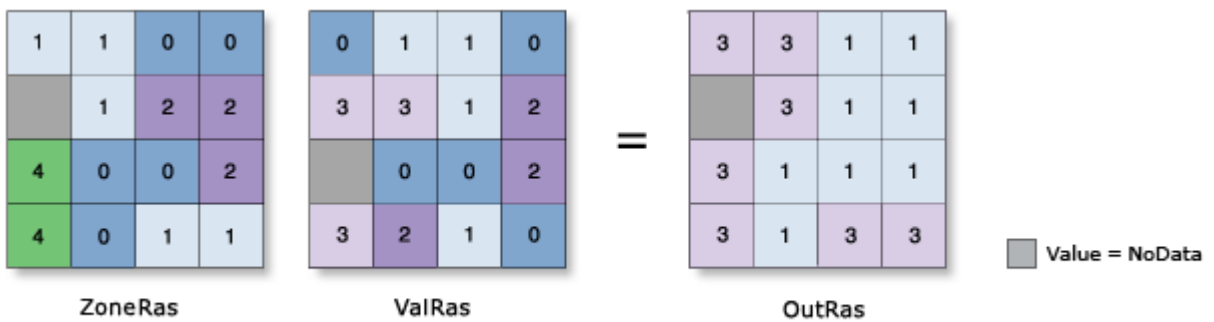 1 1 0 0 0 1 1 0 3 3 1 1
1 2 2 3 3 1 2 = 3 1 1
4 0 0 2 0 0 2 3 1 1 1
4 0 1 1 3 2 1 0 3 1 3 3
Value = NoData
ZoneRas ValRas OutRas